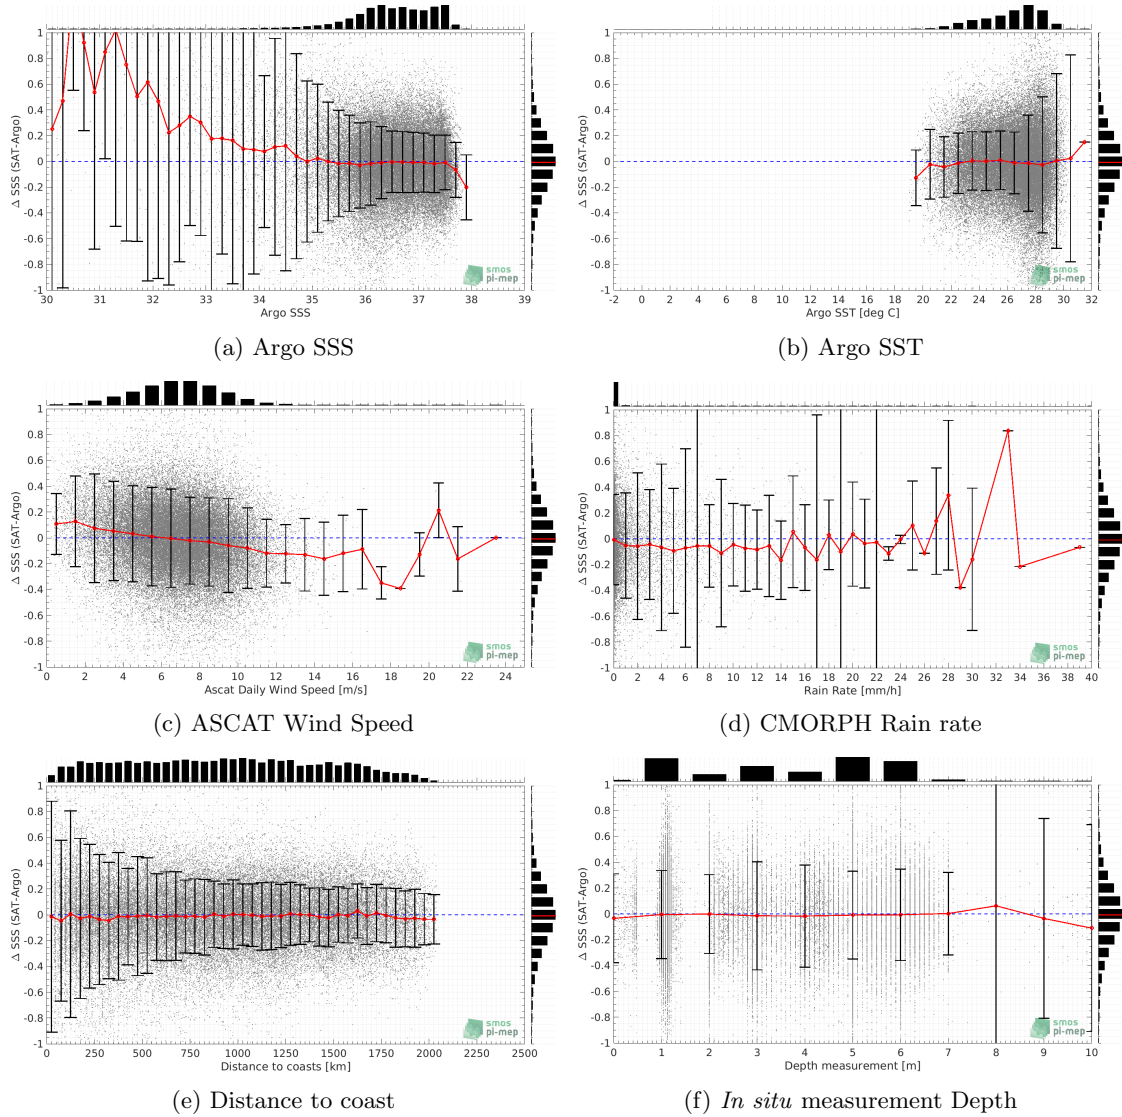 1
0.8
0.6
0.4
0.2
0
-0.2
-0.4
-0.6
-0.8
-1
Δ SSS (SAT-Argo)
30 31 32 33 34 35 36 37 38 39
Argo SSS
smos
pi-mep
(a) Argo SSS
1
0.8
0.6
0.4
0.2
0
-0.2
-0.4
-0.6
-0.8
-1
Δ SSS (SAT-Argo)
-2 0 2 4 6 8 10 12 14 16 18 20 22 24 26 28 30 32
Argo SST [deg C]
smos
pi-mep
(b) Argo SST
1
0.8
0.6
0.4
0.2
0
-0.2
-0.4
-0.6
-0.8
-1
Δ SSS (SAT-Argo)
0 2 4 6 8 10 12 14 16 18 20 22 24
Ascat Daily Wind Speed [m/s]
smos
pi-mep
(c) ASCAT Wind Speed
1
0.8
0.6
0.4
0.2
0
-0.2
-0.4
-0.6
-0.8
-1
Δ SSS (SAT-Argo)
0 2 4 6 8 10 12 14 16 18 20 22 24 26 28 30 32 34 36 38 40
Rain Rate [mm/h]
smos
pi-mep
(d) CMORPH Rain rate
1
0.8
0.6
0.4
0.2
0
-0.2
-0.4
-0.6
-0.8
-1
Δ SSS (SAT-Argo)
0 250 500 750 1000 1250 1500 1750 2000 2250 2500
Distance to coasts [km]
smos
pi-mep
(e) Distance to coast
1
0.8
0.6
0.4
0.2
0
-0.2
-0.4
-0.6
-0.8
-1
Δ SSS (SAT-Argo)
0 1 2 3 4 5 6 7 8 9 10
Depth measurement [m]
smos
pi-mep
(f) In situ measurement Depth